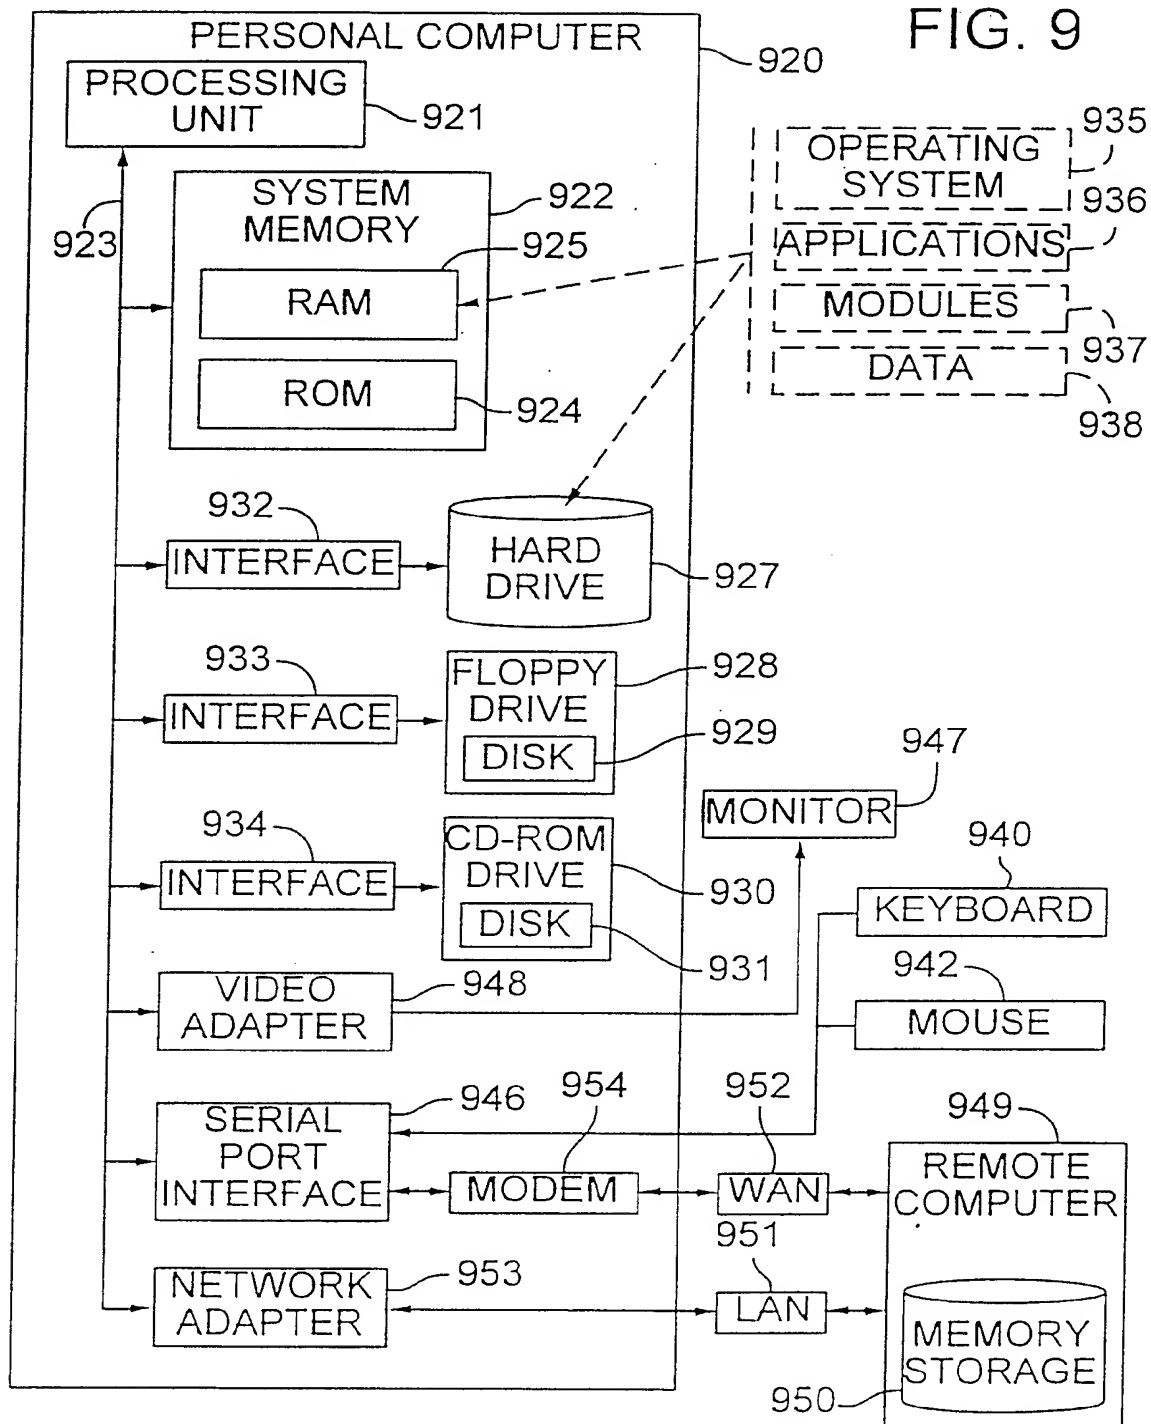 FIG. 9
PERSONAL COMPUTER
920
PROCESSING
UNIT
921
923
SYSTEM
MEMORY
922
925
RAM
ROM
924
OPERATING
SYSTEM
935
936
APPLICATIONS
MODULES
937
DATA
938
932
INTERFACE
HARD
DRIVE
927
933
INTERFACE
FLOPPY
DRIVE
928
DISK
929
934
INTERFACE
CD-ROM
DRIVE
930
DISK
931
947
MONITOR
940
KEYBOARD
942
MOUSE
VIDEO
ADAPTER
948
SERIAL
PORT
INTERFACE
946
954
MODEM
952
WAN
949
REMOTE
COMPUTER
951
LAN
NETWORK
ADAPTER
953
MEMORY
STORAGE
950